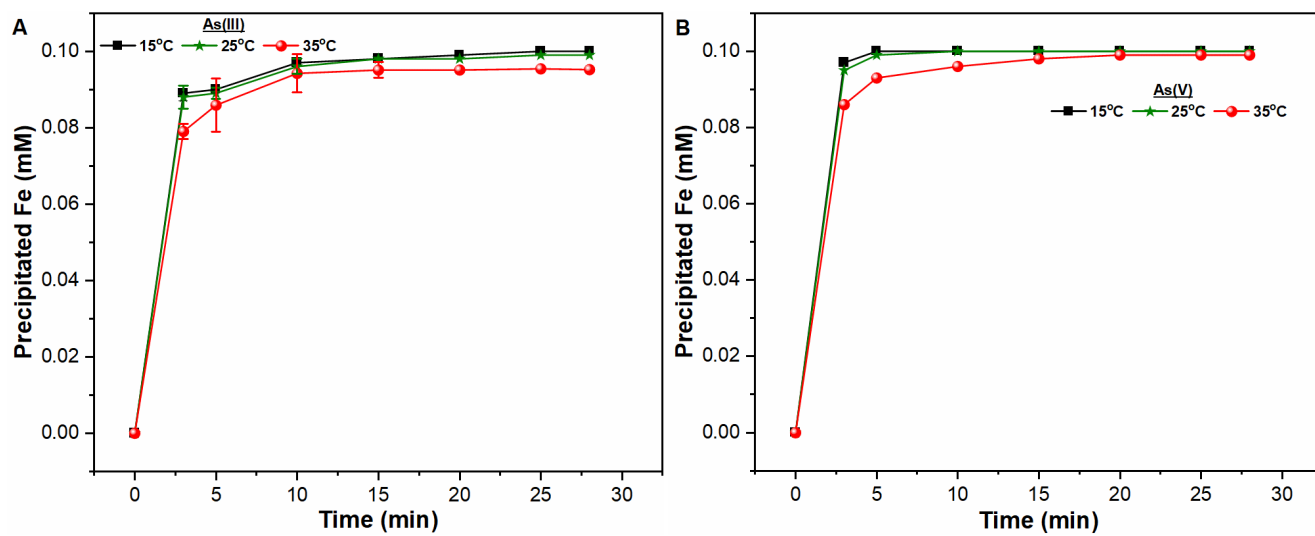 A
As(III)
15°C 25°C 35°C
0.10
0.08
0.06
0.04
0.02
0.00
Precipitated Fe (mM)
0 5 10 15 20 25 30
Time (min)
B
As(V)
15°C 25°C 35°C
0.10
0.08
0.06
0.04
0.02
0.00
Precipitated Fe (mM)
0 5 10 15 20 25 30
Time (min)